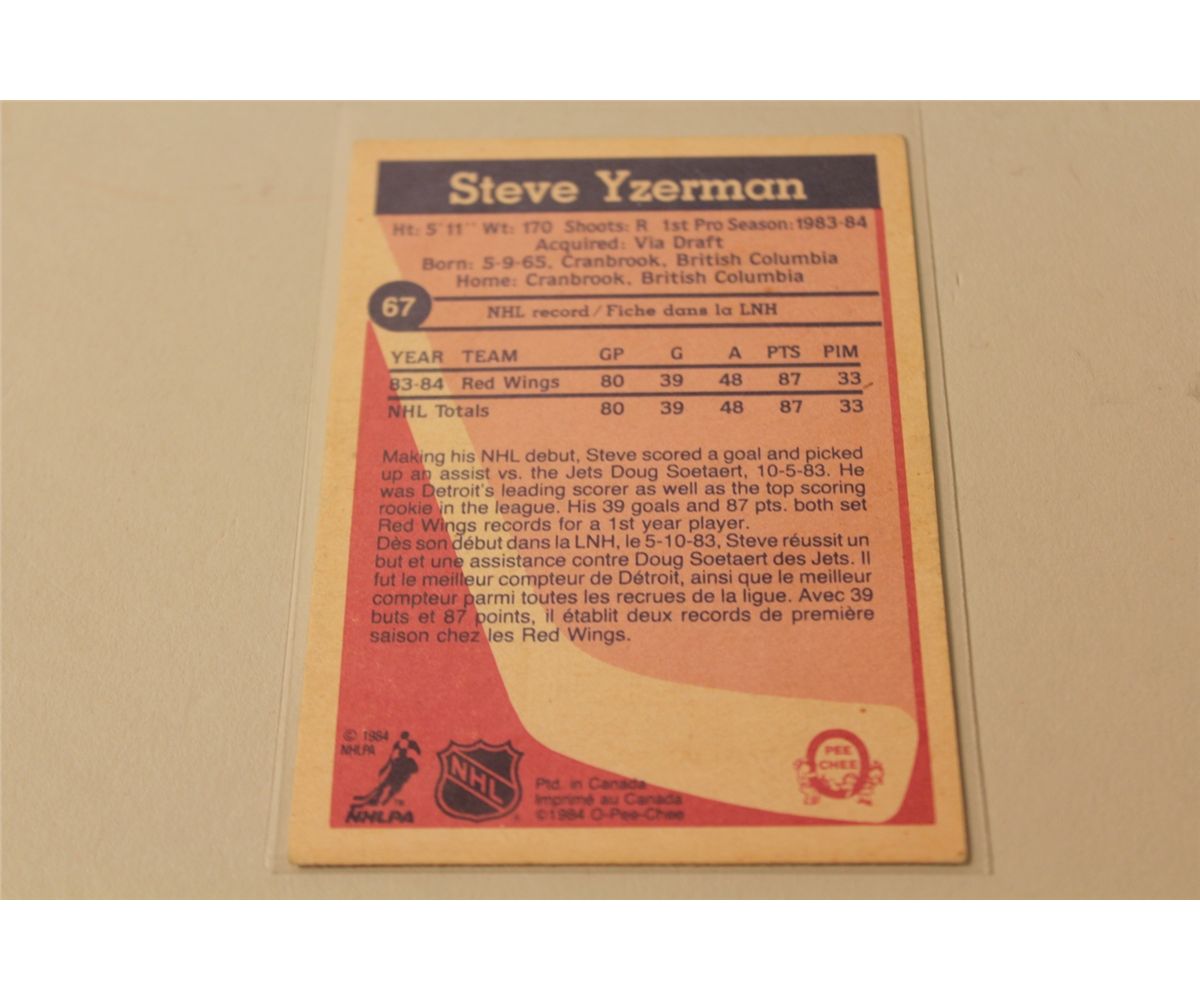 Steve Yzerman
Ht: 5'11" Wt: 170 Shoots: R 1st Pro Season: 1983-84
Acquired: Via Draft
Born: 5-9-65, Cranbrook, British Columbia
Home: Cranbrook, British Columbia
67
NHL record / Fiche dans la LNH
YEAR TEAM GP G A PTS PIM
83-84 Red Wings 80 39 48 87 33
NHL Totals 80 39 48 87 33
Making his NHL debut, Steve scored a goal and picked
up an assist vs. the Jets Doug Soetaert, 10-5-83. He
was Detroit's leading scorer as well as the top scoring
rookie in the league. His 39 goals and 87 pts. both set
Red Wings records for a 1st year player.
Dès son début dans la LNH, le 5-10-83, Steve réussit un
but et une assistance contre Doug Soetaert des Jets. Il
fut le meilleur compteur de Détroit, ainsi que le meilleur
compteur parmi toutes les recrues de la ligue. Avec 39
buts et 87 points, il établit deux records de première
saison chez les Red Wings.
© 1984
NHLPA
NHLPA
TM
NHL
Ptd. in Canada
Imprimé au Canada
©1984 O-Pee-Chee
PEE
CHEE